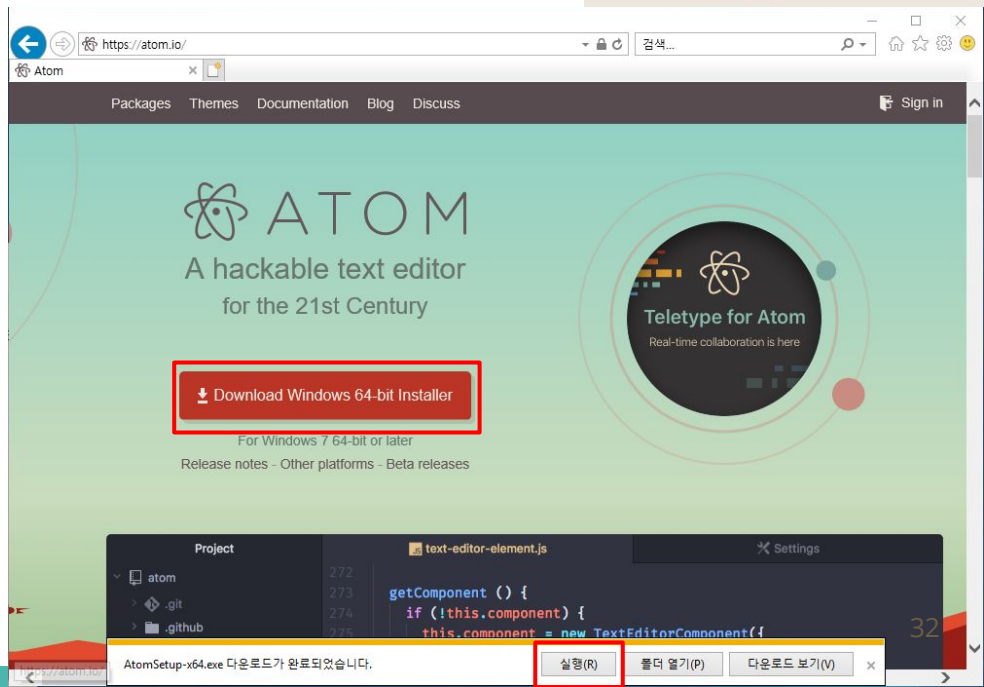 https://atom.io/
검색...
Atom
Packages Themes Documentation Blog Discuss
Sign in
ATOM
A hackable text editor
for the 21st Century
Teletype for Atom
Real-time collaboration is here
Download Windows 64-bit Installer
For Windows 7 64-bit or later
Release notes - Other platforms - Beta releases
Project
text-editor-element.js
Settings
272
atom
273 getComponent () {
.git
274 if (!this.component) {
.github
275 this.component = new TextEditorComponent({
32
AtomSetup-x64.exe 다운로드가 완료되었습니다.
실행(R)
폴더 열기(P)
다운로드 보기(V)
https://atom.io/